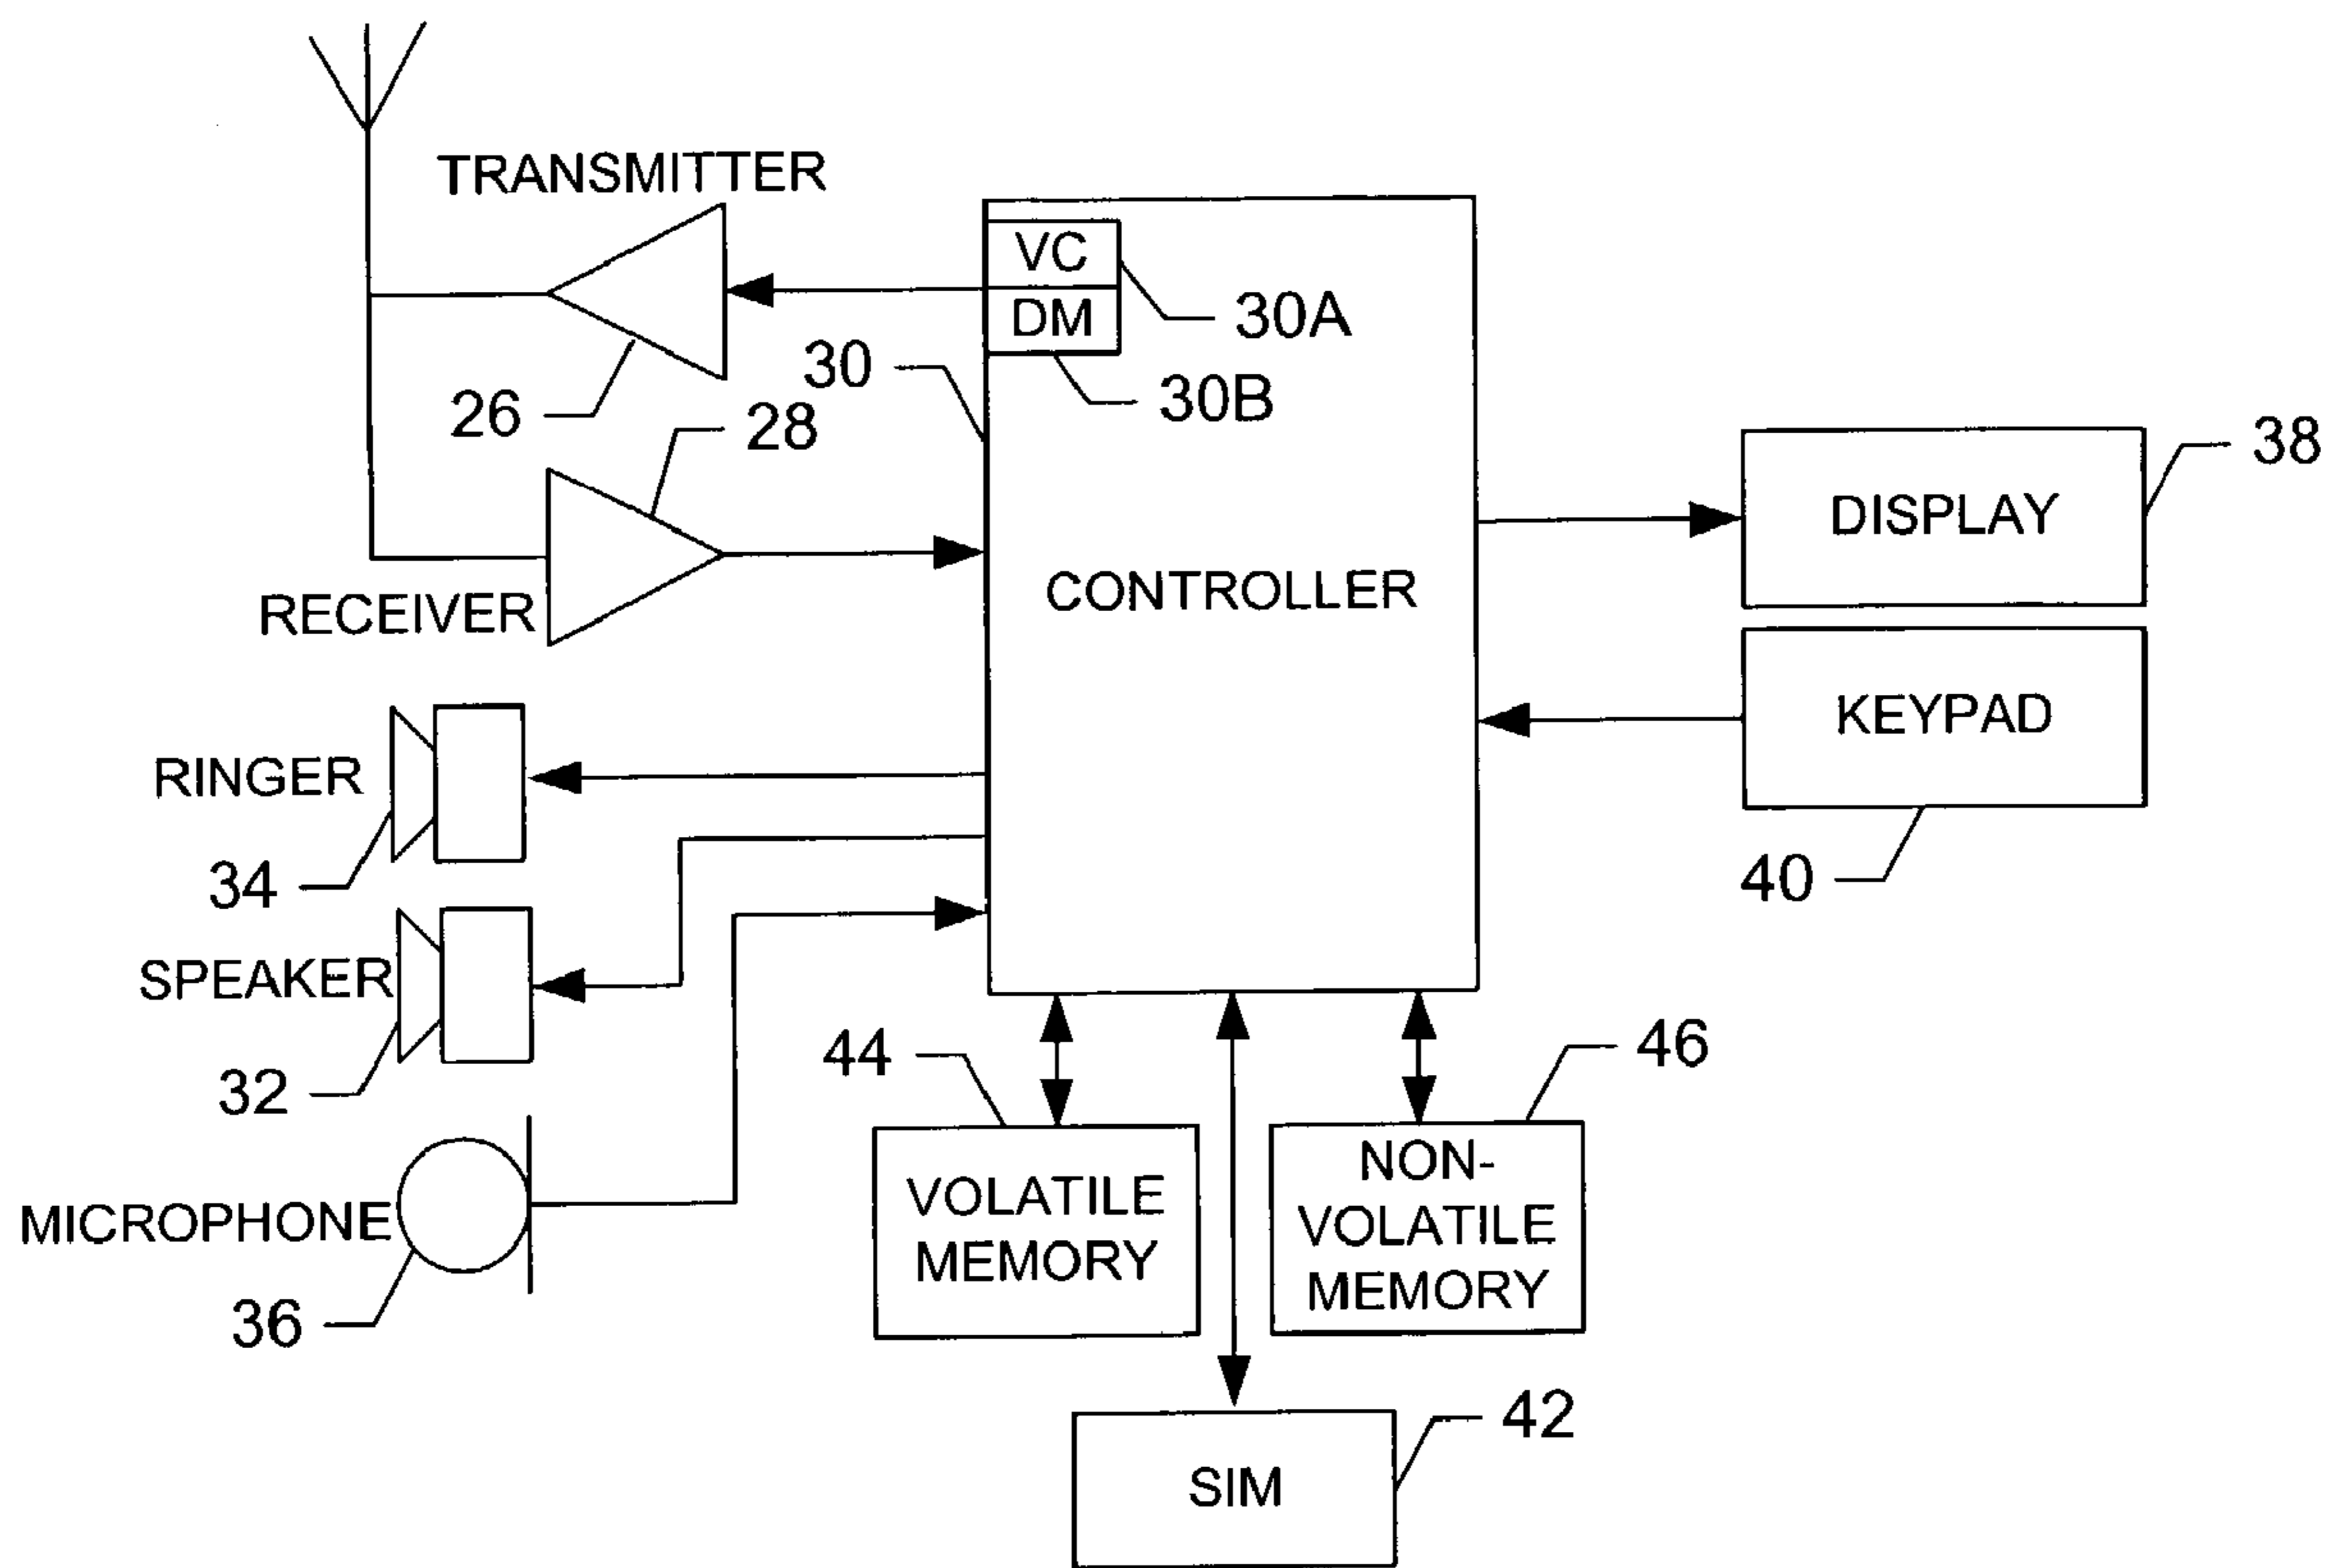 TRANSMITTER
VC
DM
30A
30B
30
26
28
38
DISPLAY
CONTROLLER
RECEIVER
KEYPAD
RINGER
34
40
SPEAKER
32
44
46
VOLATILE
MEMORY
NON-
VOLATILE
MEMORY
MICROPHONE
36
42
SIM